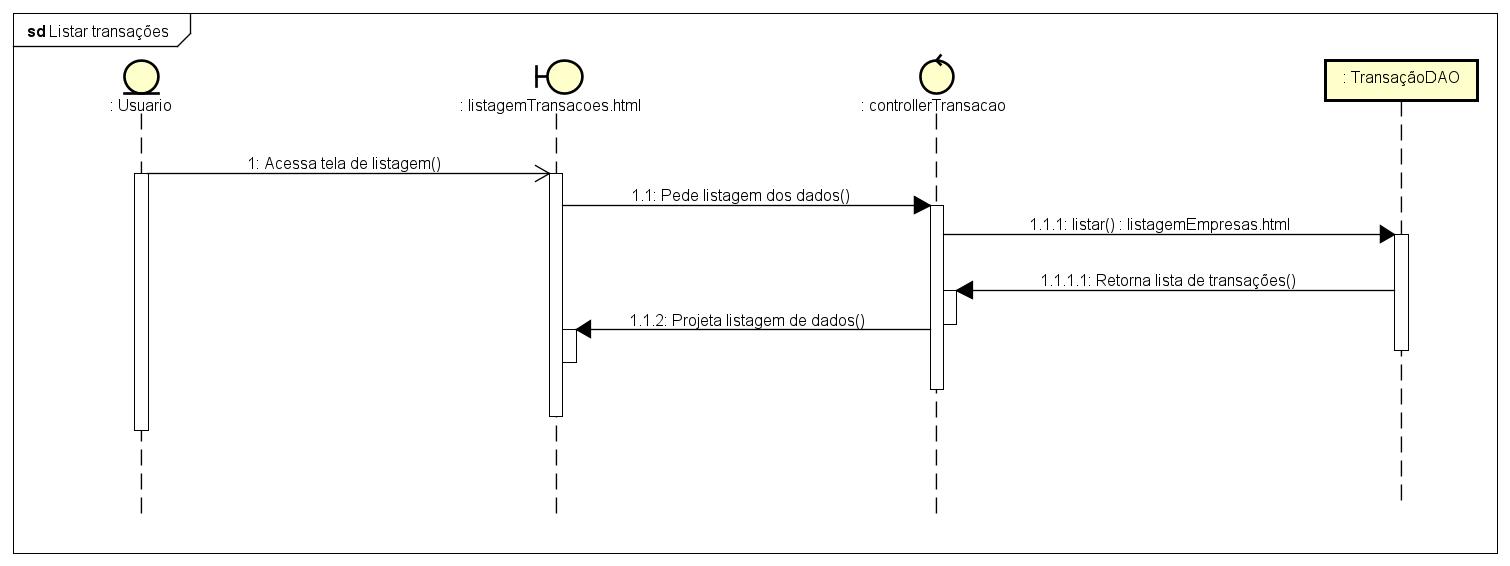 sd Listar transações
: Usuario
: listagemTransacoes.html
: controllerTransacao
: TransaçãoDAO
1: Acessa tela de listagem()
1.1: Pede listagem dos dados()
1.1.1: listar() : listagemEmpresas.html
1.1.1.1: Retorna lista de transações()
1.1.2: Projeta listagem de dados()